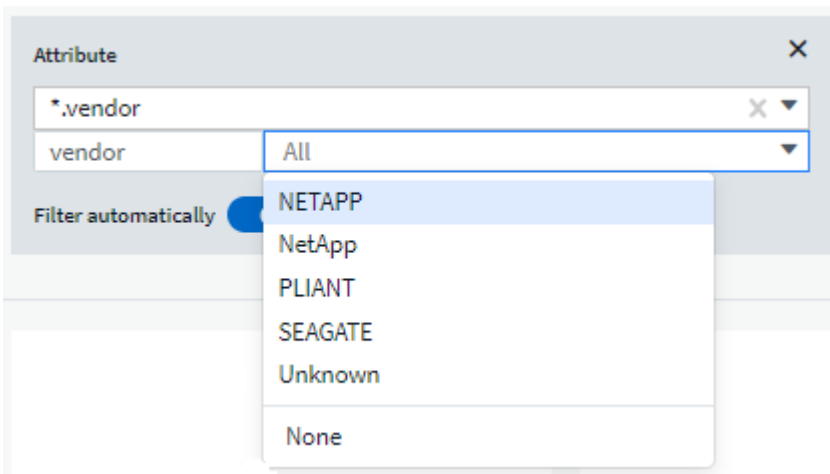 Attribute
*.vendor
vendor All
Filter automatically
NETAPP
NetApp
PLIANT
SEAGATE
Unknown
None